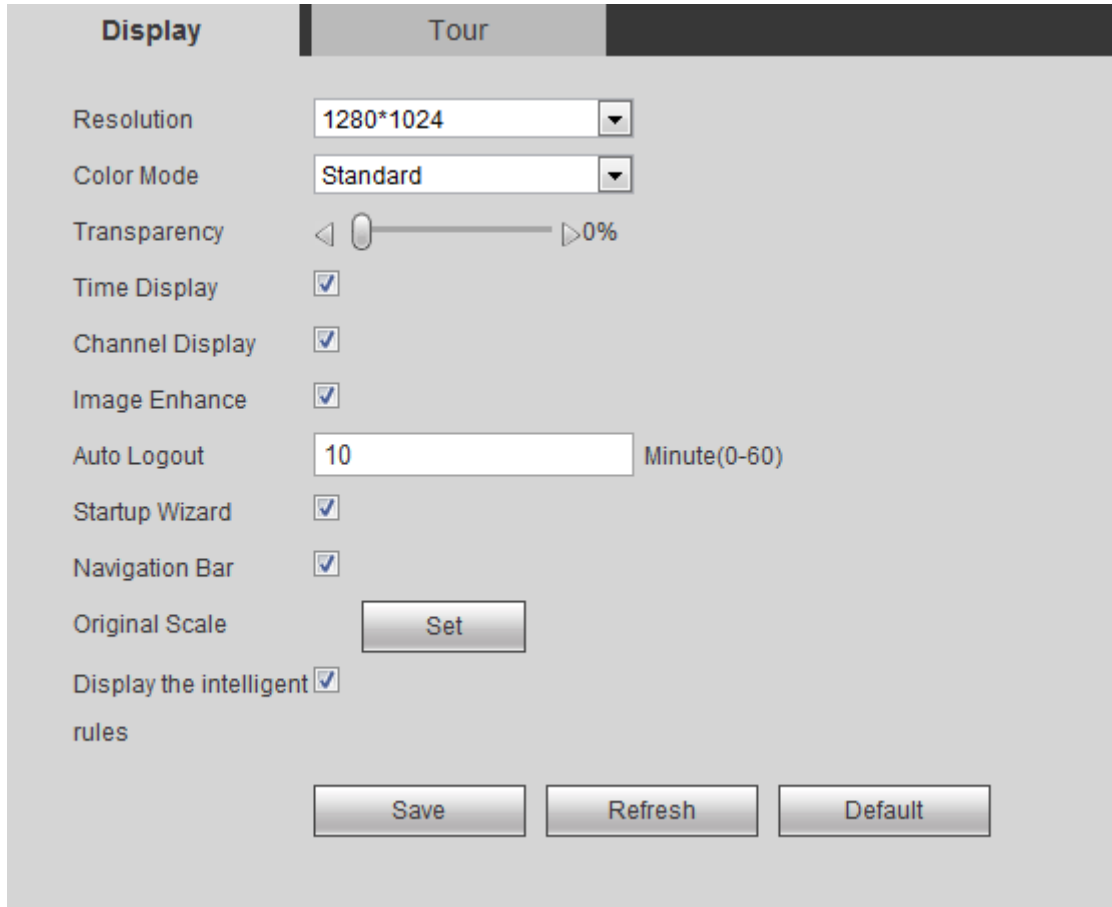 Display Tour
Resolution 1280*1024
Color Mode Standard
Transparency 0%
Time Display
Channel Display
Image Enhance
Auto Logout 10 Minute(0-60)
Startup Wizard
Navigation Bar
Original Scale Set
Display the intelligent
rules
Save Refresh Default